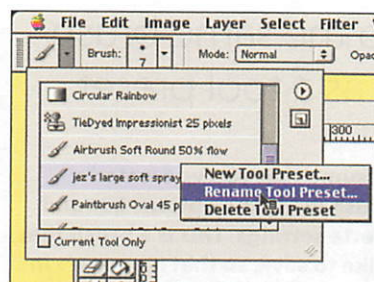 File Edit Image Layer Select Filter
Brush: 7 Mode: Normal Opac
Circular Rainbow
TieDyed Impressionist 25 pixels
Airbrush Soft Round 50% flow
300
jez's large soft spray
New Tool Preset...
Rename Tool Preset...
Paintbrush Oval 45 p
Delete Tool Preset
Current Tool Only